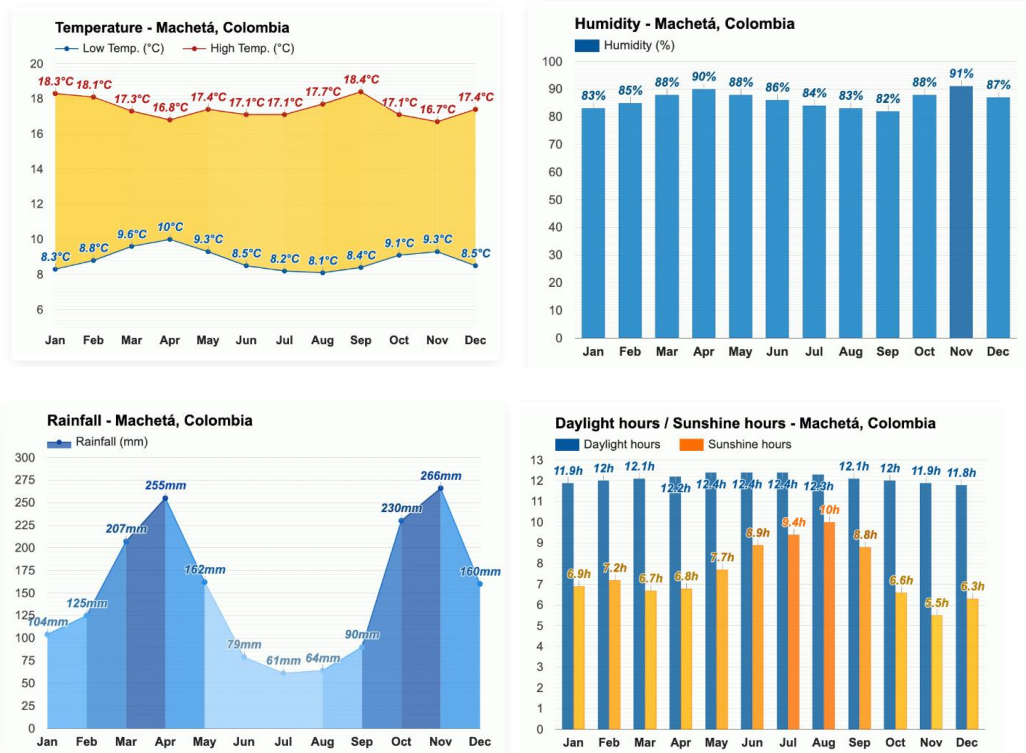 Temperature - Machetá, Colombia
Low Temp. (°C) High Temp. (°C)
20
18
16
14
12
10
8
6
18.3°C 18.1°C 17.3°C 16.8°C 17.4°C 17.1°C 17.1°C 17.7°C 18.4°C 17.1°C 16.7°C 17.4°C
8.3°C 8.8°C 9.6°C 10°C 9.3°C 8.5°C 8.2°C 8.1°C 8.4°C 9.1°C 9.3°C 8.5°C
Jan Feb Mar Apr May Jun Jul Aug Sep Oct Nov Dec
Humidity - Machetá, Colombia
Humidity (%)
100
90
80
70
60
50
40
30
20
10
0
83% 85% 88% 90% 88% 86% 84% 83% 82% 88% 91% 87%
Jan Feb Mar Apr May Jun Jul Aug Sep Oct Nov Dec
Rainfall - Machetá, Colombia
Rainfall (mm)
300
275
250
225
200
175
150
125
100
75
50
25
0
104mm 125mm 207mm 255mm 162mm 79mm 61mm 64mm 90mm 230mm 266mm 160mm
Jan Feb Mar Apr May Jun Jul Aug Sep Oct Nov Dec
Daylight hours / Sunshine hours - Machetá, Colombia
Daylight hours Sunshine hours
13
12
11
10
9
8
7
6
5
4
3
2
1
0
11.9h 12h 12.1h 12.2h 12.4h 12.4h 12.4h 12.3h 12.1h 12h 11.9h 11.8h
6.9h 7.2h 6.7h 6.8h 7.7h 8.9h 9.4h 10h 8.8h 6.6h 5.5h 6.3h
Jan Feb Mar Apr May Jun Jul Aug Sep Oct Nov Dec